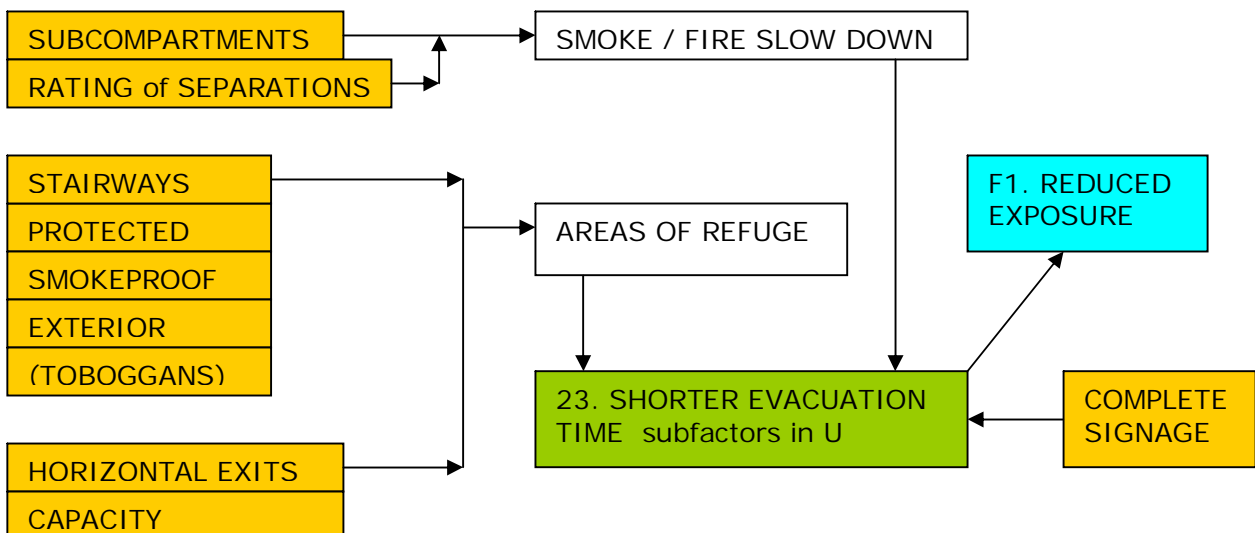 SUBCOMPARTMENTS
RATING of SEPARATIONS
SMOKE / FIRE SLOW DOWN
STAIRWAYS
PROTECTED
SMOKEPROOF
EXTERIOR
(TOBOGGANS)
AREAS OF REFUGE
F1. REDUCED
EXPOSURE
23. SHORTER EVACUATION
TIME subfactors in U
COMPLETE
SIGNAGE
HORIZONTAL EXITS
CAPACITY